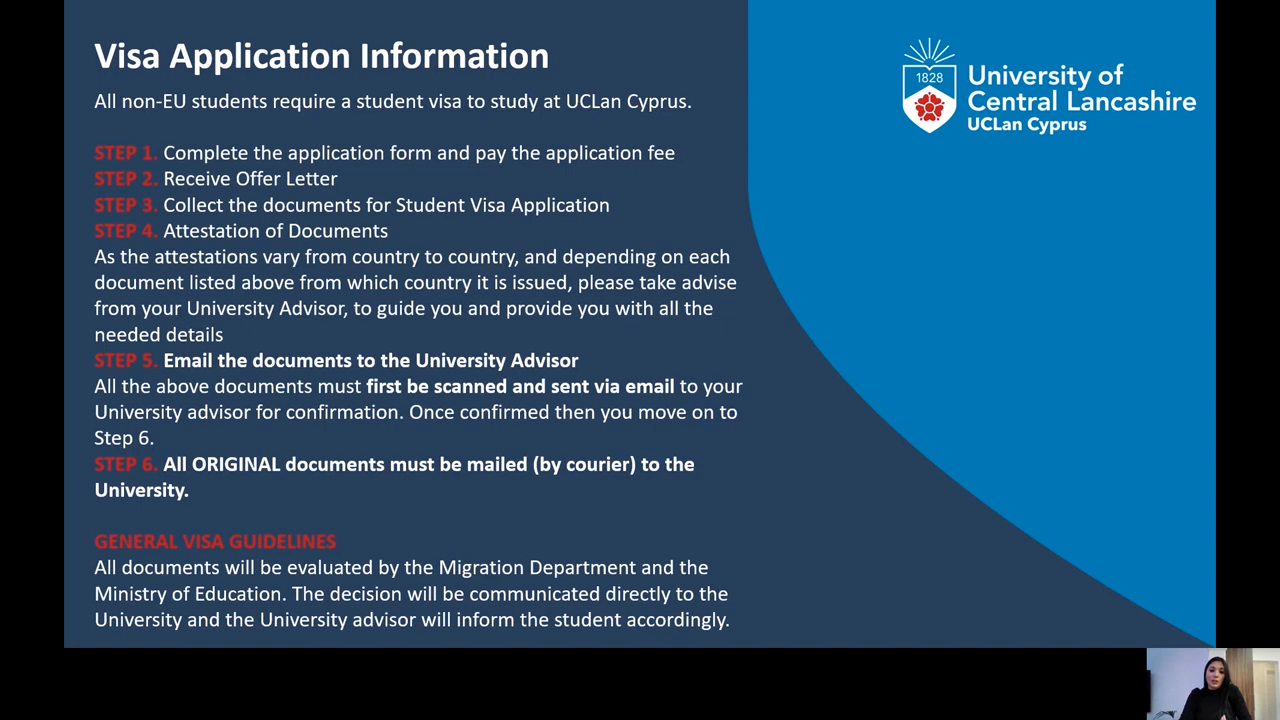 Visa Application Information
All non-EU students require a student visa to study at UCLan Cyprus.
STEP 1. Complete the application form and pay the application fee
STEP 2. Receive Offer Letter
STEP 3. Collect the documents for Student Visa Application
STEP 4. Attestation of Documents
As the attestations vary from country to country, and depending on each
document listed above from which country it is issued, please take advise
from your University Advisor, to guide you and provide you with all the
needed details
STEP 5. Email the documents to the University Advisor
All the above documents must first be scanned and sent via email to your
University advisor for confirmation. Once confirmed then you move on to
Step 6.
STEP 6. All ORIGINAL documents must be mailed (by courier) to the
University.
GENERAL VISA GUIDELINES
All documents will be evaluated by the Migration Department and the
Ministry of Education. The decision will be communicated directly to the
University and the University advisor will inform the student accordingly.
1828
University of
Central Lancashire
UCLan Cyprus